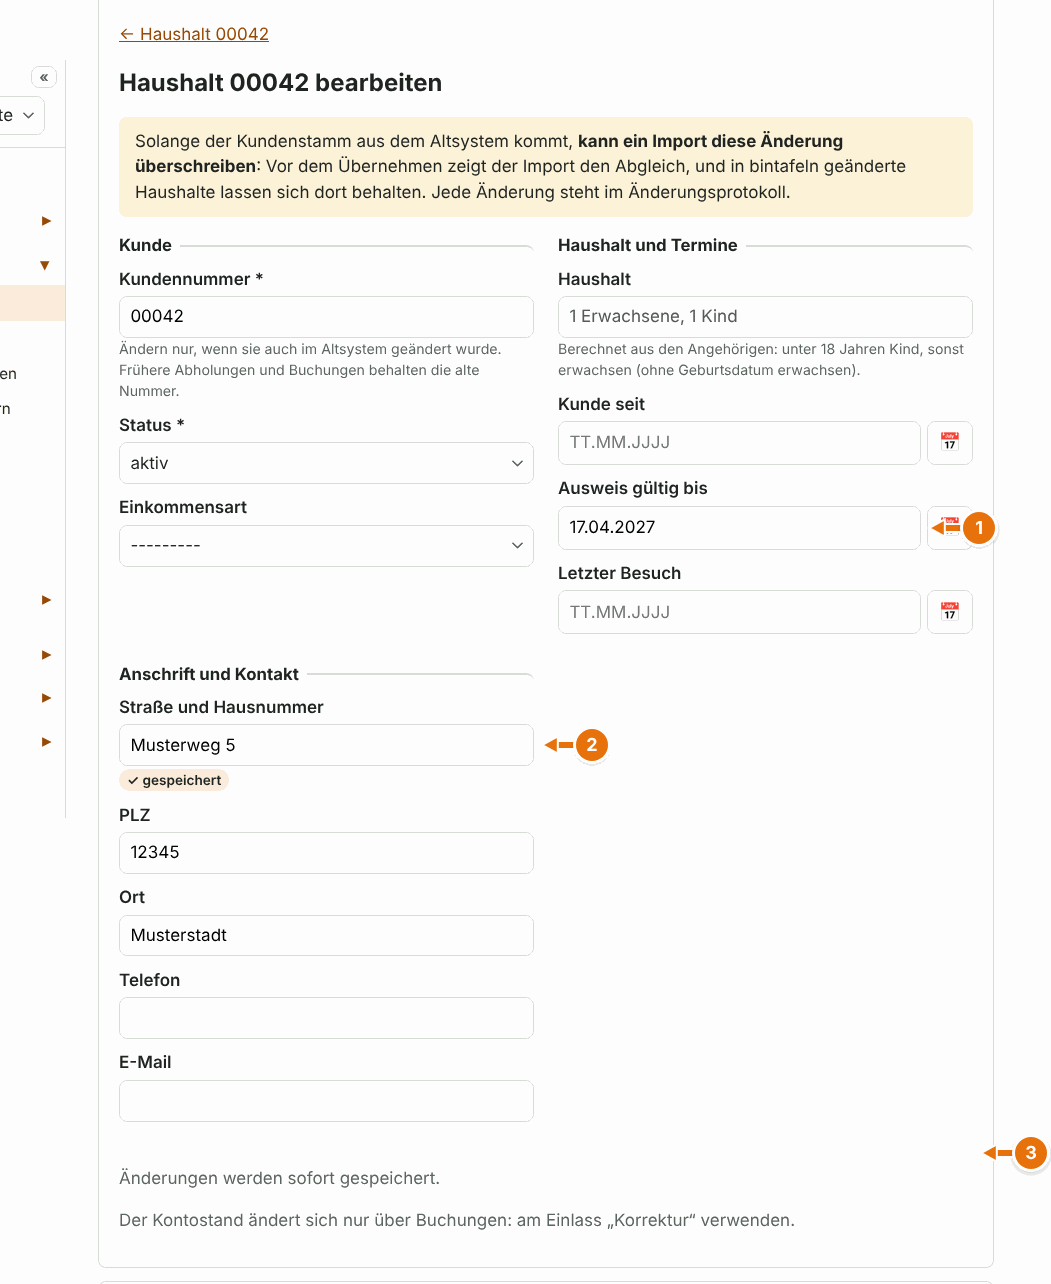 ← Haushalt 00042
«
te
Haushalt 00042 bearbeiten
Solange der Kundenstamm aus dem Altsystem kommt, kann ein Import diese Änderung
überschreiben: Vor dem Übernehmen zeigt der Import den Abgleich, und in bintafeln geänderte
Haushalte lassen sich dort behalten. Jede Änderung steht im Änderungsprotokoll.
en
rn
Kunde
Kundennummer *
00042
Ändern nur, wenn sie auch im Altsystem geändert wurde.
Frühere Abholungen und Buchungen behalten die alte
Nummer.
Status *
aktiv
Einkommensart
---------
Haushalt und Termine
Haushalt
1 Erwachsene, 1 Kind
Berechnet aus den Angehörigen: unter 18 Jahren Kind, sonst
erwachsen (ohne Geburtsdatum erwachsen).
Kunde seit
TT.MM.JJJJ
Ausweis gültig bis
17.04.2027
1
Letzter Besuch
TT.MM.JJJJ
Anschrift und Kontakt
Straße und Hausnummer
Musterweg 5
2
✓ gespeichert
PLZ
12345
Ort
Musterstadt
Telefon
E-Mail
3
Änderungen werden sofort gespeichert.
Der Kontostand ändert sich nur über Buchungen: am Einlass „Korrektur“ verwenden.